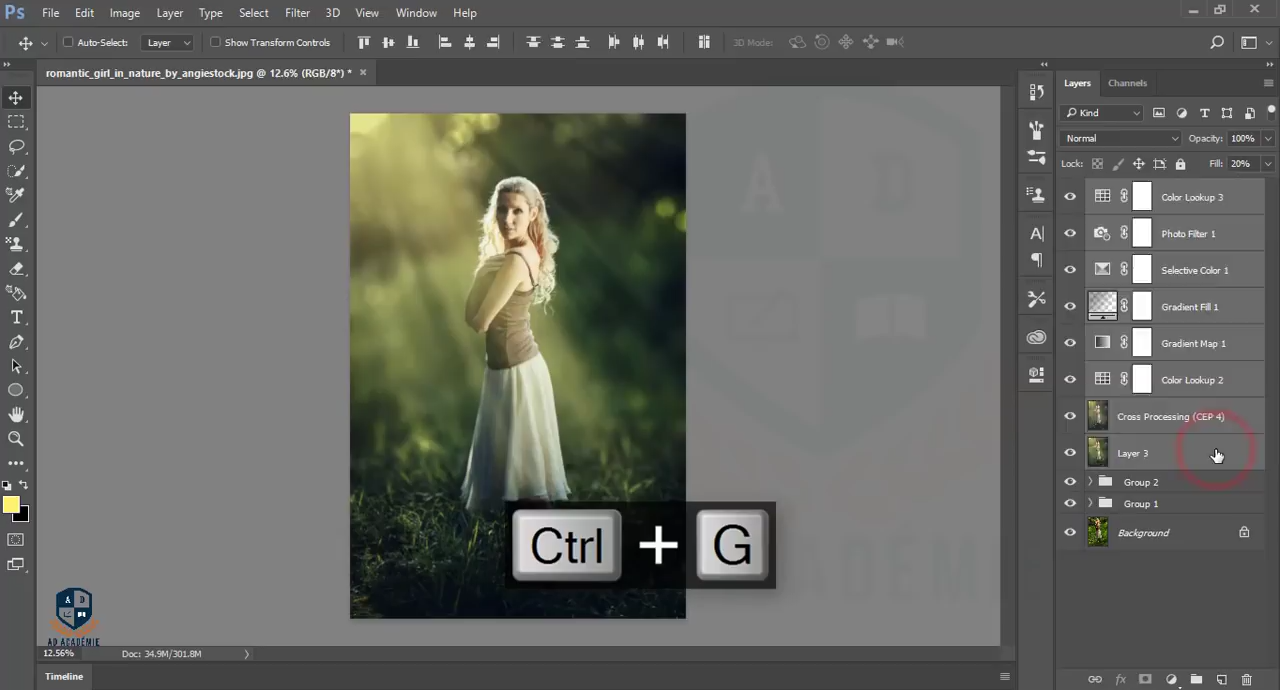 Ps File Edit Image Layer Type Select Filter 3D View Window Help
Auto-Select: Layer Show Transform Controls 3D Mode:
romantic_girl_in_nature_by_angiestock.jpg @ 12.6% (RGB/8*) * ×
Layers Channels
Kind
Normal Opacity: 100%
Lock: Fill: 20%
Color Lookup 3
Photo Filter 1
Selective Color 1
Gradient Fill 1
Gradient Map 1
Color Lookup 2
Cross Processing (CEP 4)
Layer 3
Group 2
Group 1
Background
Ctrl + G
A D
AD ACADÉMIE
12.56% Doc: 34.9M/301.8M
Timeline